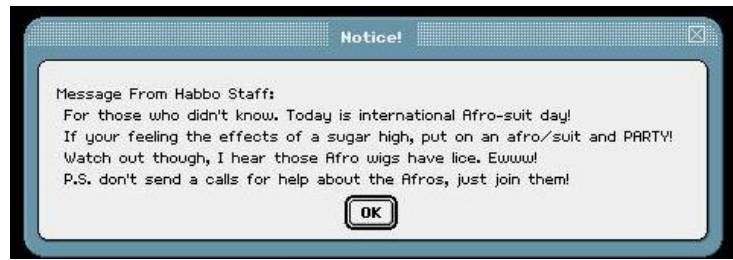 Notice!
Message From Habbo Staff:
For those who didn't know. Today is international Afro-suit day!
If your feeling the effects of a sugar high, put on an afro/suit and PARTY!
Watch out though, I hear those Afro wigs have lice. Ewww!
P.S. don't send a calls for help about the Afros, just join them!
OK